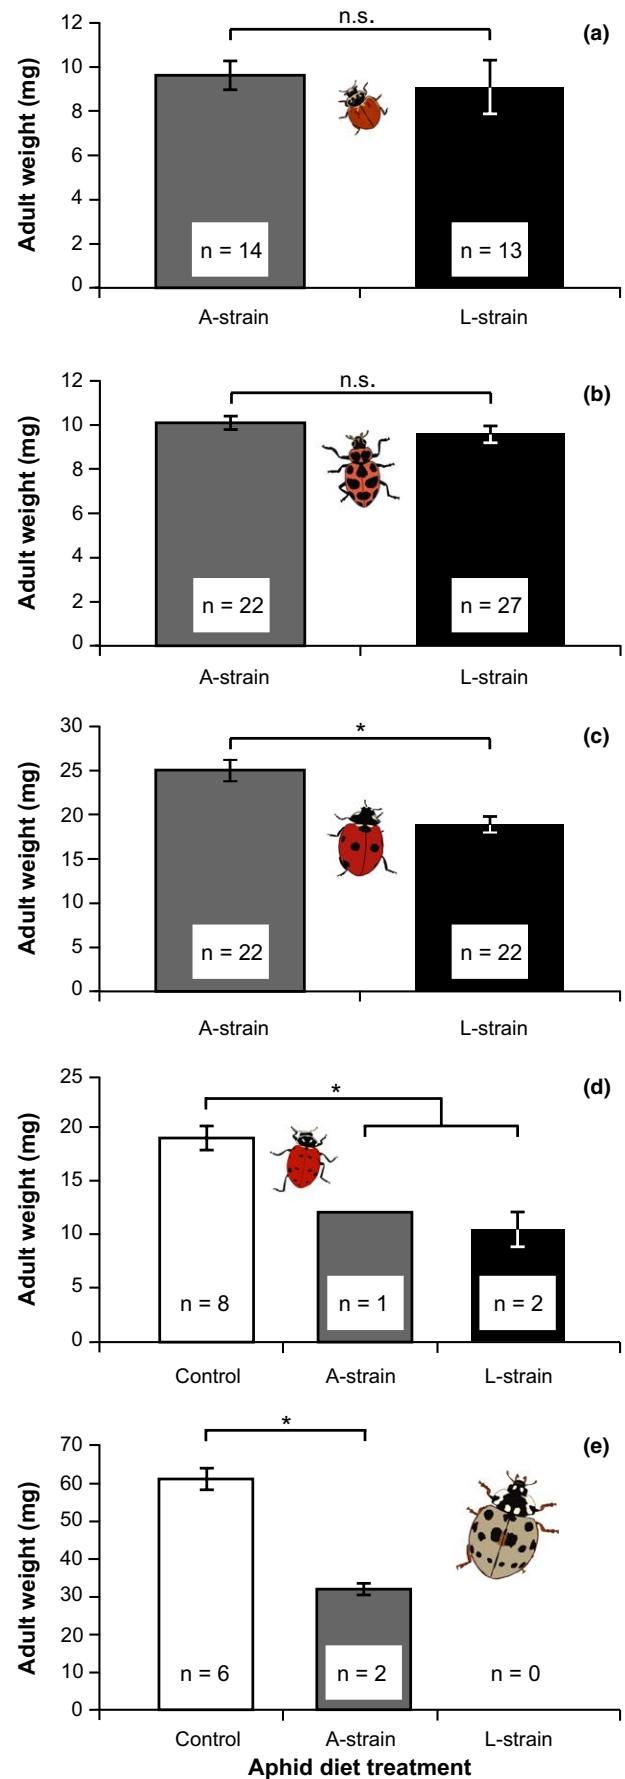 n.s.
(a)
12
10
8
6
4
2
0
Adult weight (mg)
n = 14
n = 13
A-strain
L-strain
n.s.
(b)
12
10
8
6
4
2
0
Adult weight (mg)
n = 22
n = 27
A-strain
L-strain
*
(c)
30
25
20
15
10
5
0
Adult weight (mg)
n = 22
n = 22
A-strain
L-strain
*
(d)
25
20
15
10
5
0
Adult weight (mg)
n = 8
n = 1
n = 2
Control
A-strain
L-strain
*
(e)
70
60
50
40
30
20
10
0
Adult weight (mg)
n = 6
n = 2
n = 0
Control
A-strain
L-strain
Aphid diet treatment